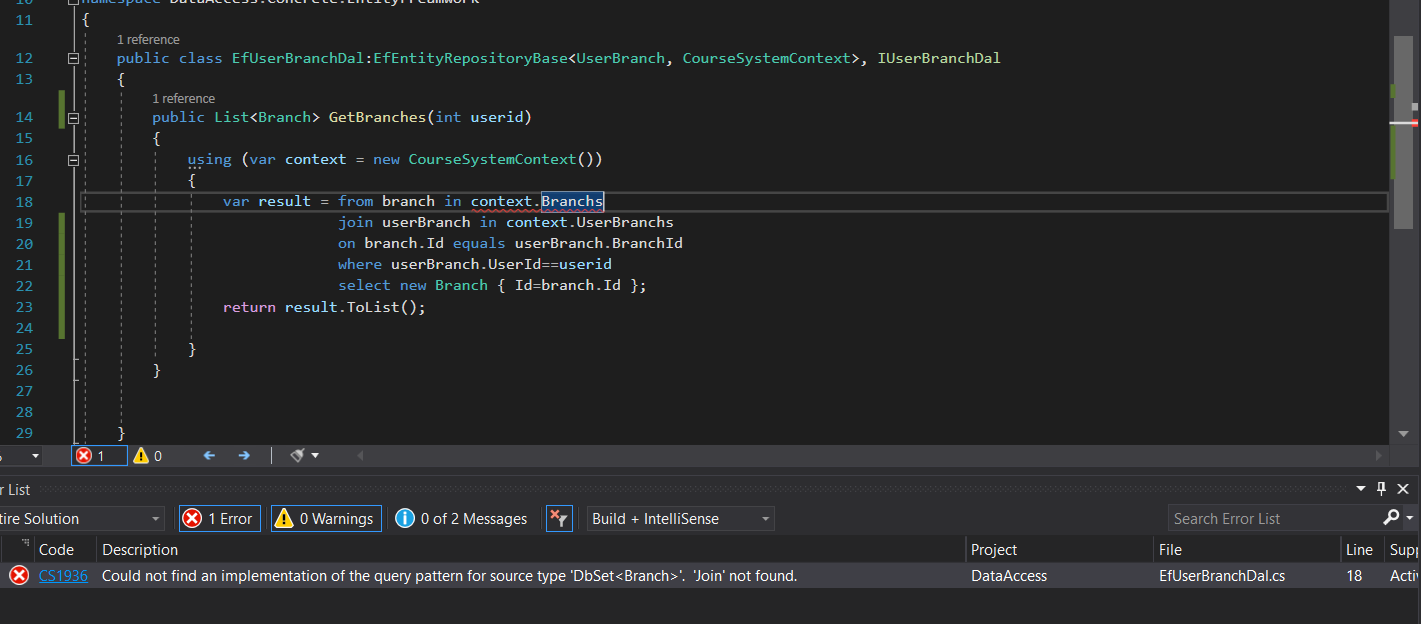 namespace DataAccess.Concrete.EntityFreamwork
11 {
1 reference
12 public class EfUserBranchDal:EfEntityRepositoryBase<UserBranch, CourseSystemContext>, IUserBranchDal
13 {
1 reference
14 public List<Branch> GetBranches(int userid)
15 {
16 using (var context = new CourseSystemContext())
17 {
18 var result = from branch in context.Branchs
19 join userBranch in context.UserBranchs
20 on branch.Id equals userBranch.BranchId
21 where userBranch.UserId==userid
22 select new Branch { Id=branch.Id };
23 return result.ToList();
24
25 }
26 }
27
28
29 }
1 0
r List
tire Solution 1 Error 0 Warnings 0 of 2 Messages Build + IntelliSense Search Error List
Code Description Project File Line Supp
CS1936 Could not find an implementation of the query pattern for source type 'DbSet<Branch>'. 'Join' not found. DataAccess EfUserBranchDal.cs 18 Activ